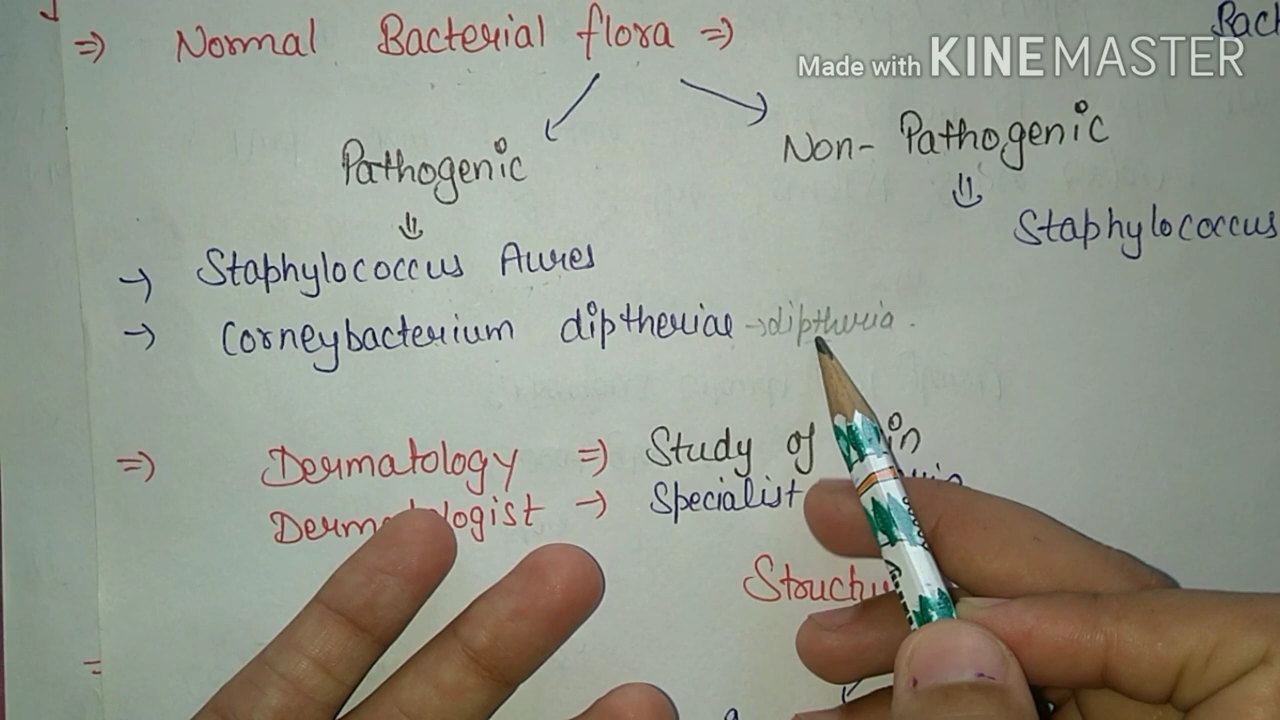 ⇒ Normal Bacterial flora ⇒
Made with KINEMASTER
Pathogenic
Non-Pathogenic
Staphylococcus Aures
Staphylococcus
→ Corneybacterium diptheriae → diptheria.
⇒ Dermatology ⇒ Study of
Dermatologist → Specialist